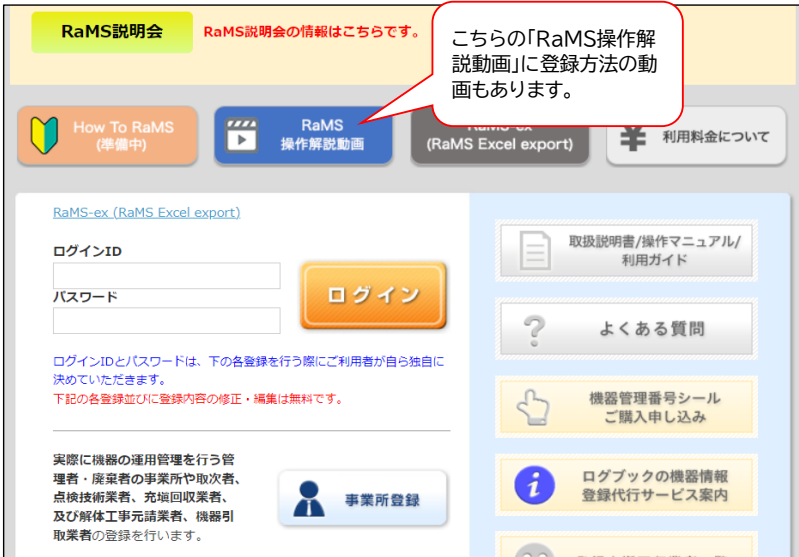 RaMS説明会
RaMS説明会の情報はこちらです。
こちらの「RaMS操作解
説動画」に登録方法の動
画もあります。
How To RaMS
(準備中)
RaMS
操作解説動画
RaMS-ex
(RaMS Excel export)
利用料金について
RaMS-ex (RaMS Excel export)
ログインID
パスワード
ログイン
ログインIDとパスワードは、下の各登録を行う際にご利用者が自ら独自に
決めていただきます。
下記の各登録並びに登録内容の修正・編集は無料です。
実際に機器の運用管理を行う管
理者・廃棄者の事業所や取次者、
点検技術業者、充塡回収業者、
及び解体工事元請業者、機器引
取業者の登録を行います。
事業所登録
取扱説明書/操作マニュアル/
利用ガイド
よくある質問
機器管理番号シール
ご購入申し込み
ログブックの機器情報
登録代行サービス案内